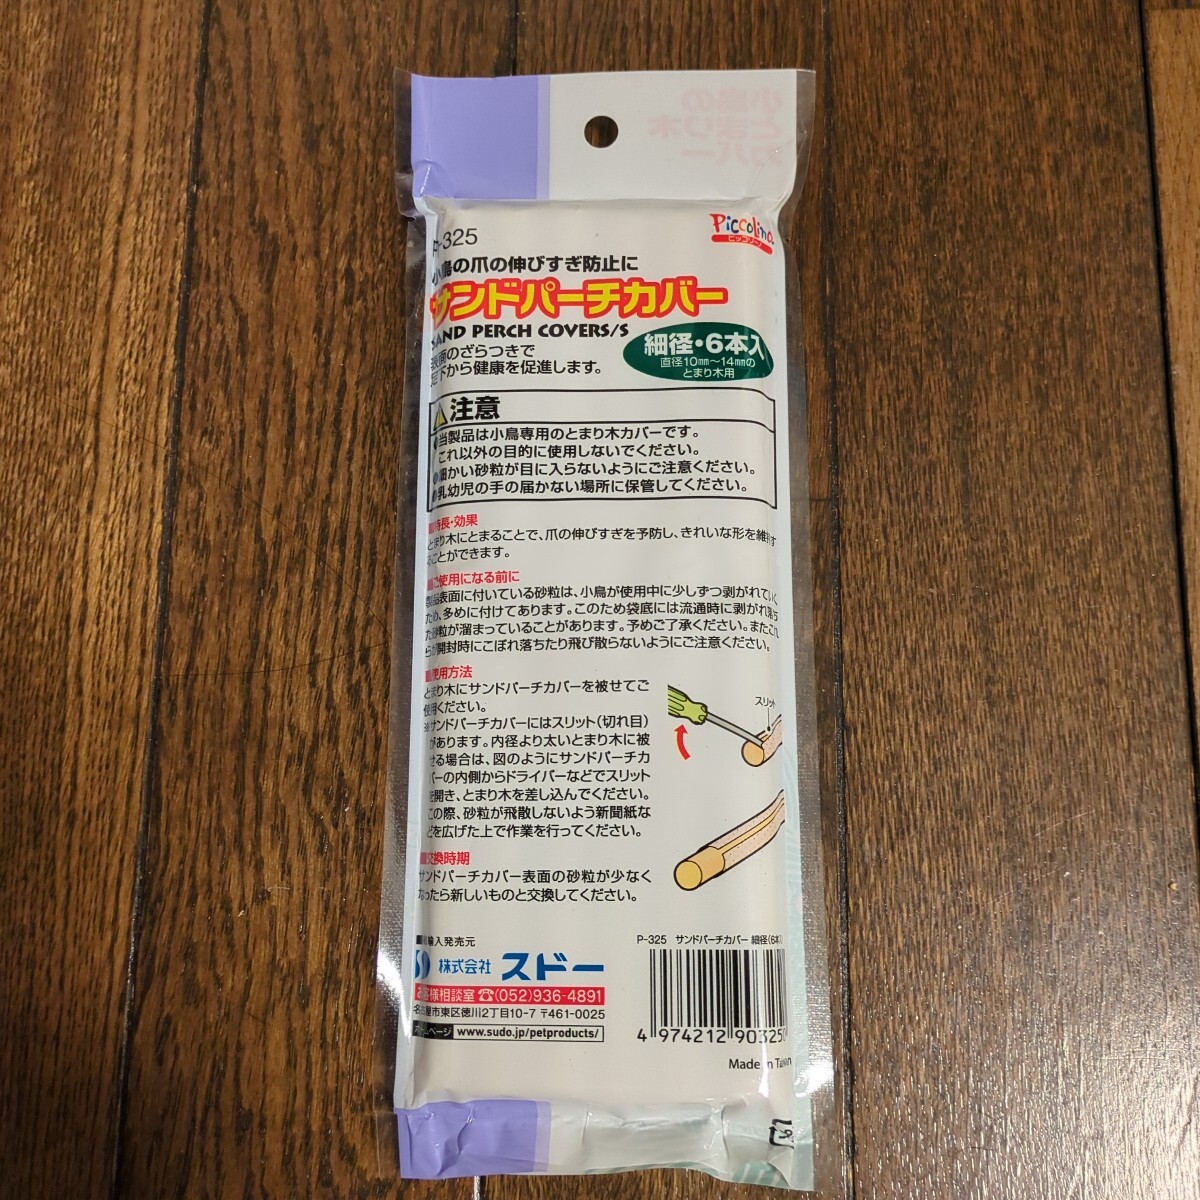 小鳥の
とまり木
カバー
P-325
Piccolino
ピッコリーノ
小鳥の爪の伸びすぎ防止に
サンドパーチカバー
SAND PERCH COVERS/S
細径・6本入
直径10mm〜14mmの
とまり木用
表面のざらつきで
足下から健康を促進します。
注意
●当製品は小鳥専用のとまり木カバーです。
これ以外の目的に使用しないでください。
●細かい砂粒が目に入らないようにご注意ください。
●乳幼児の手の届かない場所に保管してください。
■特長・効果
とまり木にとまることで、爪の伸びすぎを予防し、きれいな形を維持す
ることができます。
■ご使用になる前に
製品表面に付いている砂粒は、小鳥が使用中に少しずつ剥がれていく
ため、多めに付けてあります。このため袋底には流通時に剥がれ落ち
た砂粒が溜まっていることがあります。予めご了承ください。またこれ
らが開封時にこぼれ落ちたり飛び散らないようにご注意ください。
■使用方法
とまり木にサンドパーチカバーを被せてご
使用ください。
※サンドパーチカバーにはスリット(切れ目)
があります。内径より太いとまり木に被
せる場合は、図のようにサンドパーチカ
バーの内側からドライバーなどでスリット
を開き、とまり木を差し込んでください。
この際、砂粒が飛散しないよう新聞紙な
どを広げた上で作業を行ってください。
スリット
■交換時期
サンドパーチカバー表面の砂粒が少なく
なったら新しいものと交換してください。
■輸入発売元
株式会社 スドー
お客様相談室☎(052)936-4891
名古屋市東区徳川2丁目10-7 〒461-0025
ホームページ www.sudo.jp/petproducts/
P-325 サンドパーチカバー 細径(6本入)
4 974212 903250
Made in Taiwan